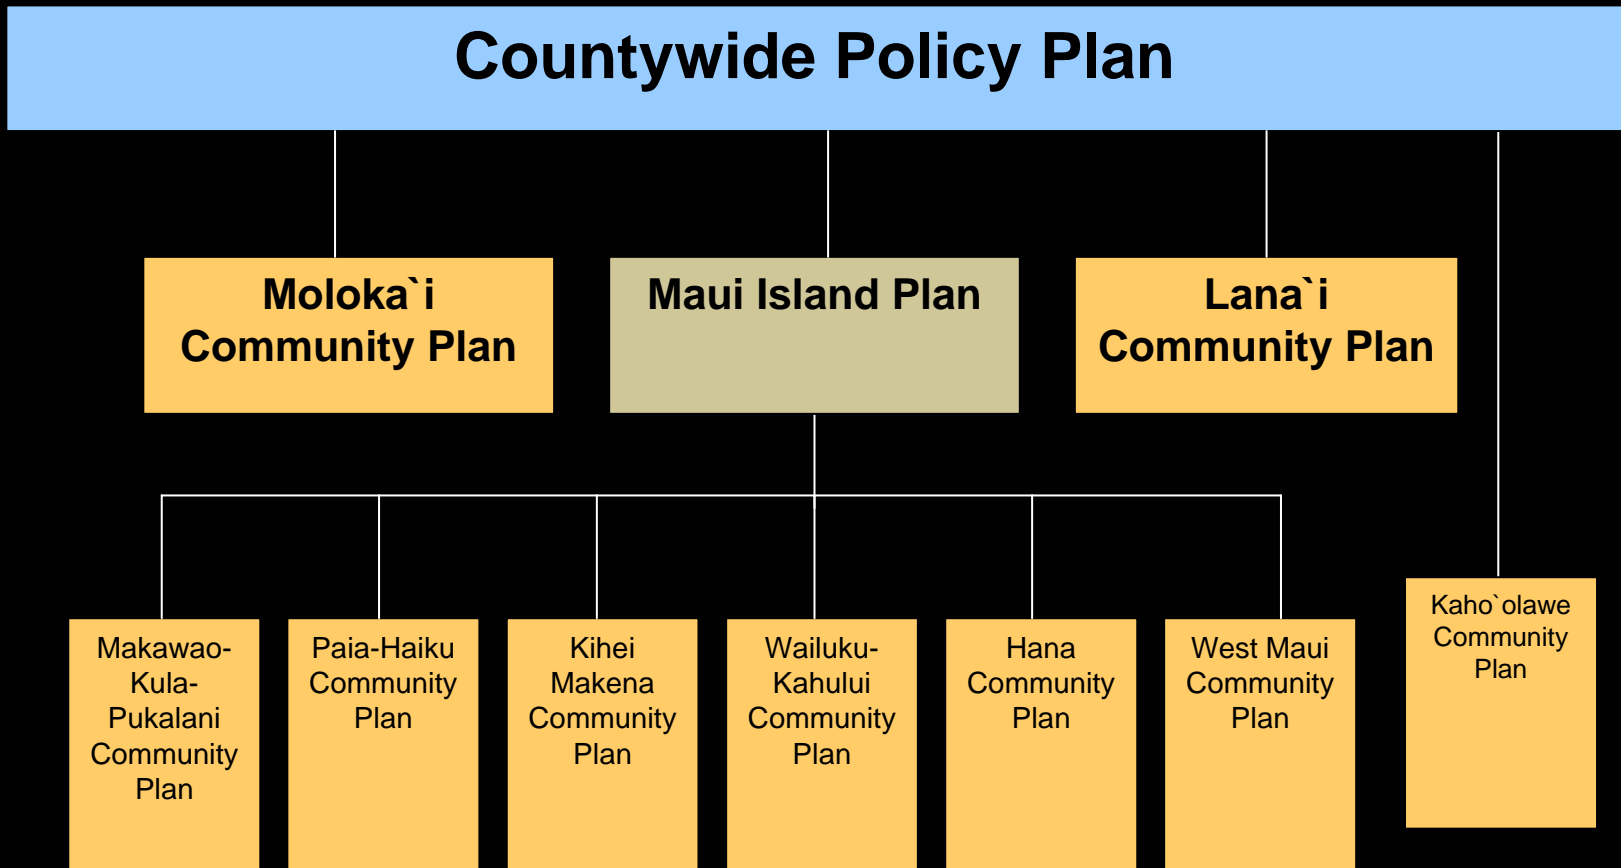 Countywide Policy Plan
Moloka`i
Community Plan
Maui Island Plan
Lana`i
Community Plan
Makawao-
Kula-
Pukalani
Community
Plan
Paia-Haiku
Community
Plan
Kihei
Makena
Community
Plan
Wailuku-
Kahului
Community
Plan
Hana
Community
Plan
West Maui
Community
Plan
Kaho`olawe
Community
Plan